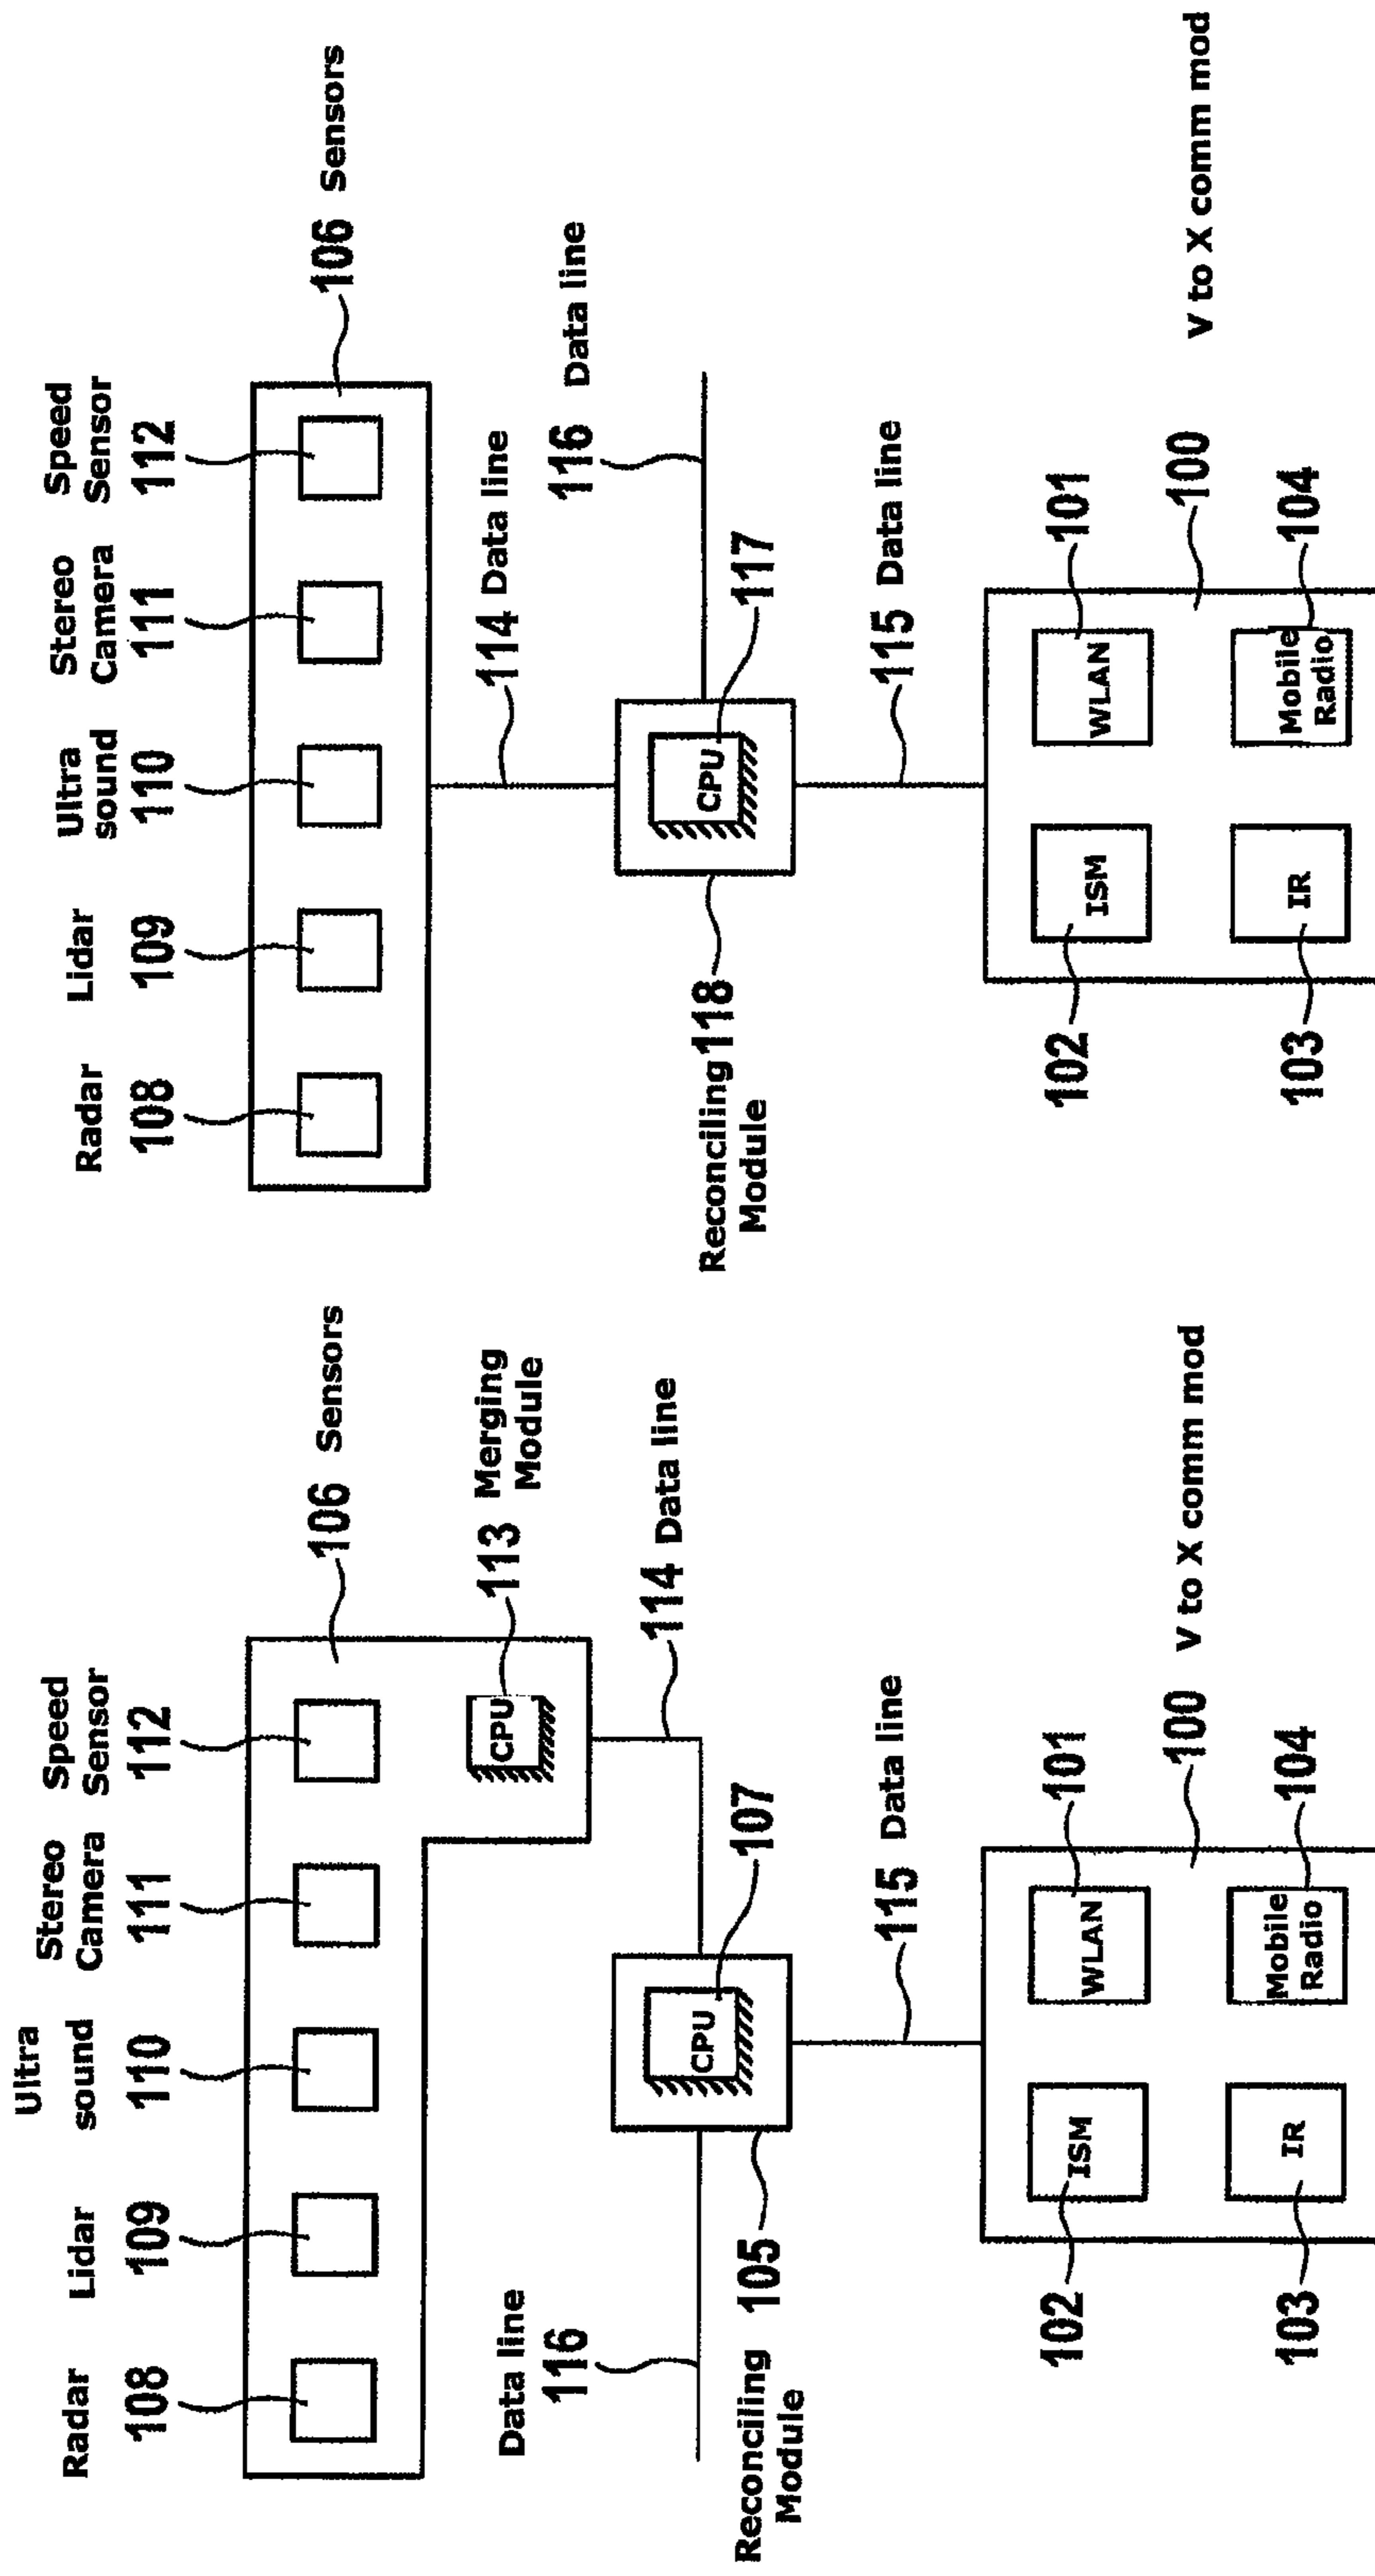 Radar
108
Lidar
109
Ultra
sound
110
Stereo
Camera
111
Speed
Sensor
112
106 Sensors
CPU
113 Merging
Module
114 Data line
Data line
116
CPU
107
Reconciling 105
Module
115 Data line
ISM
WLAN
IR
Mobile
Radio
102
103
101
100 V to X comm mod
104
Radar
108
Lidar
109
Ultra
sound
110
Stereo
Camera
111
Speed
Sensor
112
106 Sensors
114 Data line
116 Data line
CPU
117
Reconciling 118
Module
115 Data line
ISM
WLAN
IR
Mobile
Radio
102
103
101
100
104
V to X comm mod